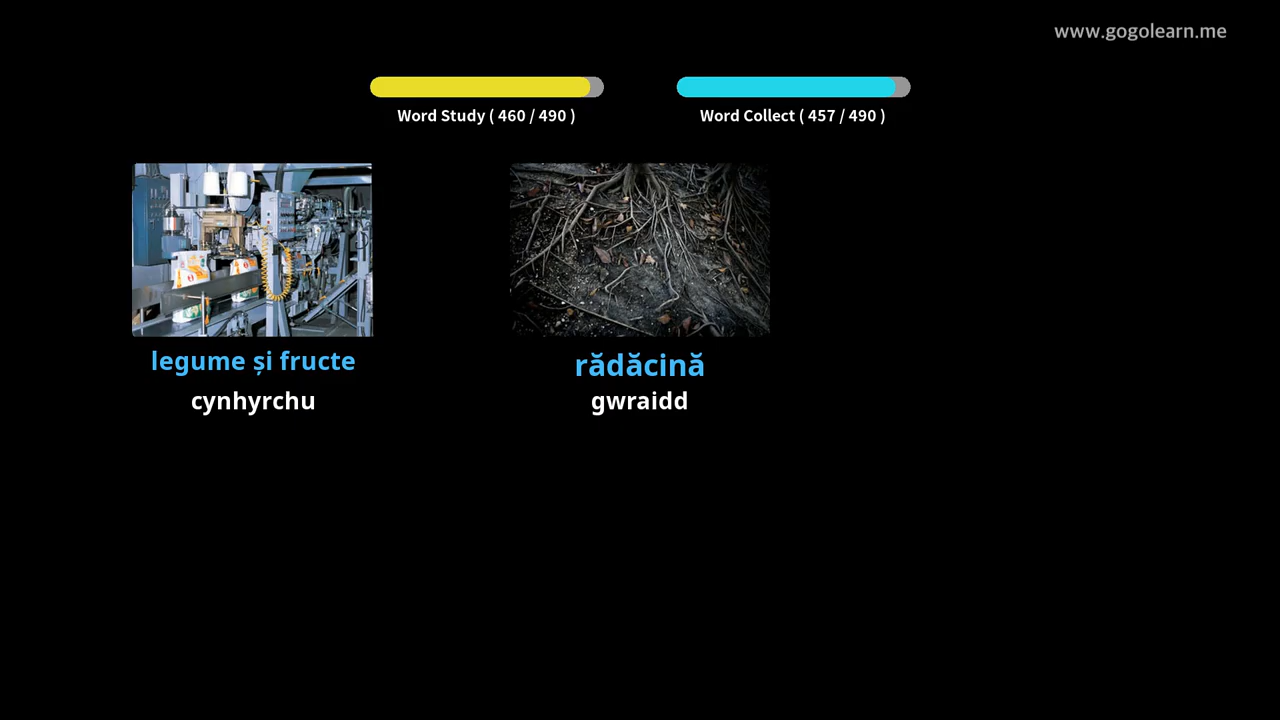 www.gogolearn.me
Word Study ( 460 / 490 )
Word Collect ( 457 / 490 )
legume și fructe
cynhyrchu
rădăcină
gwraidd